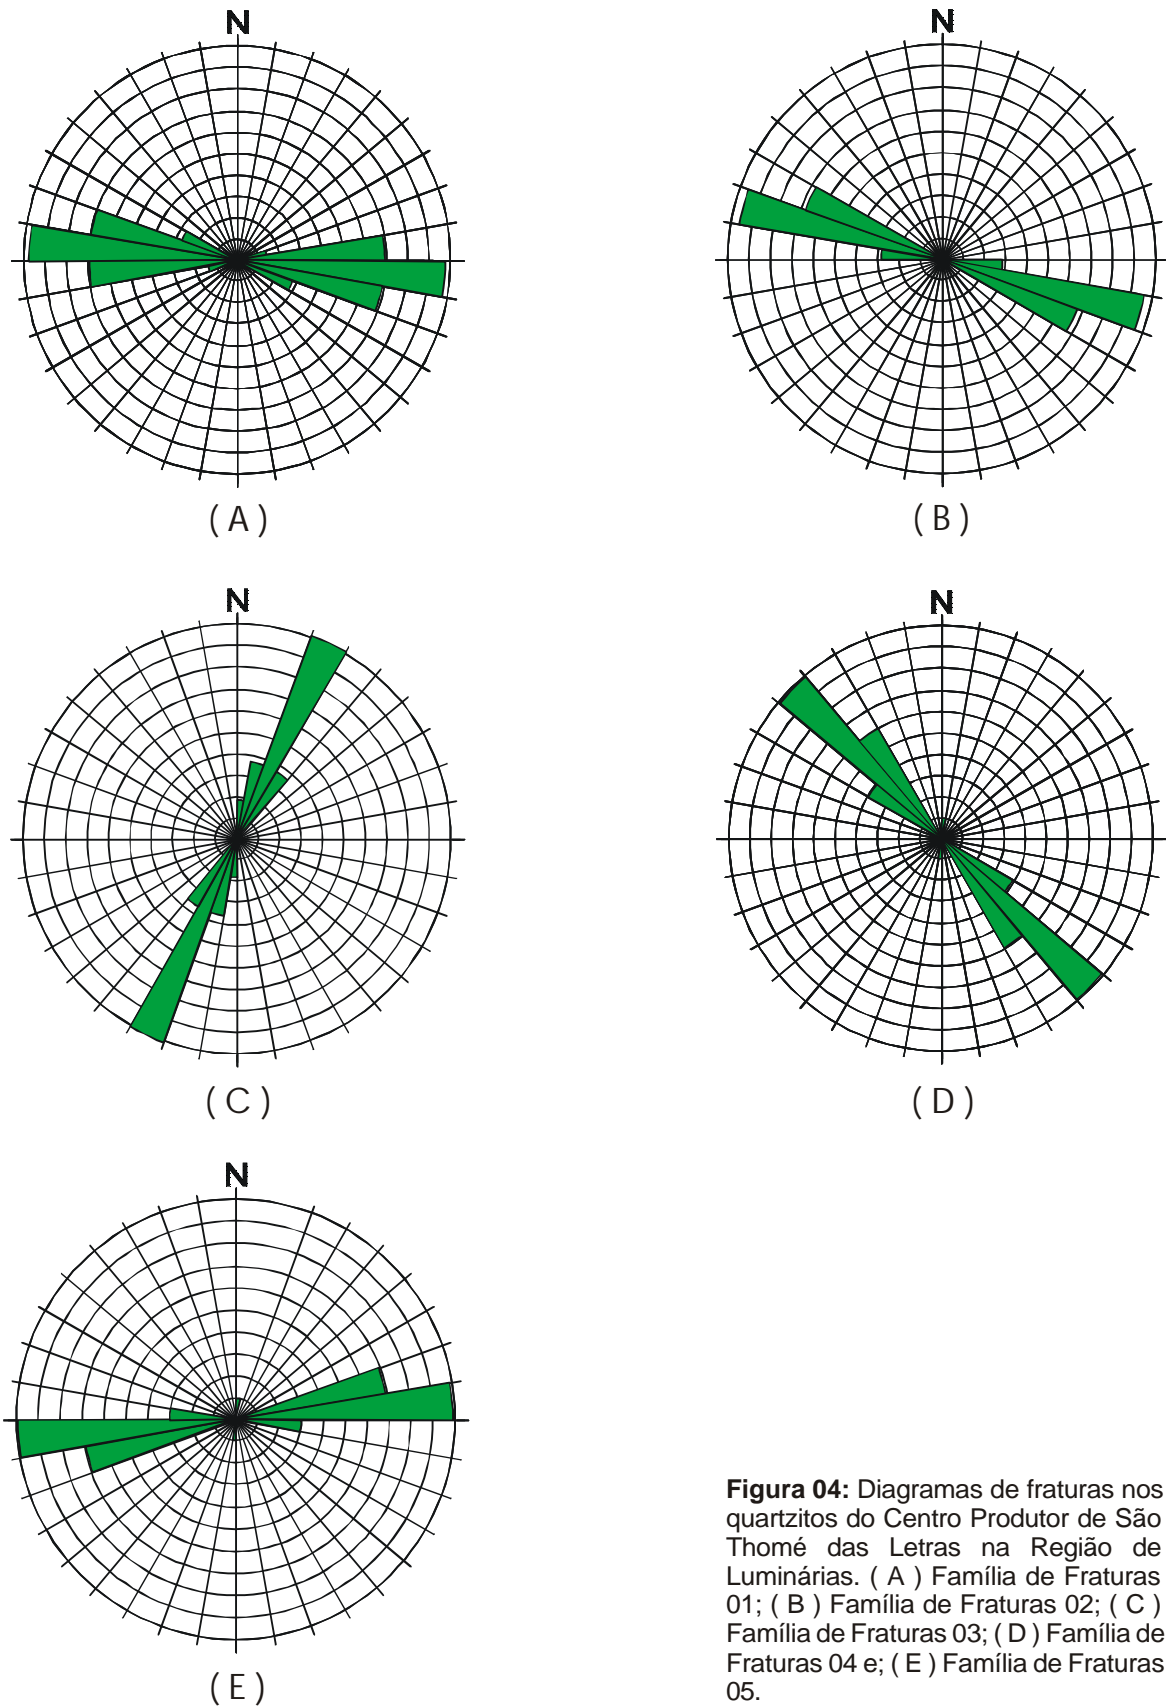 N
N
( A )
( B )
N
N
( C )
( D )
N
( E )
Figura 04: Diagramas de fraturas nos
quartzitos do Centro Produtor de São
Thomé das Letras na Região de
Luminárias. ( A ) Família de Fraturas
01; ( B ) Família de Fraturas 02; ( C )
Família de Fraturas 03; ( D ) Família de
Fraturas 04 e; ( E ) Família de Fraturas
05.